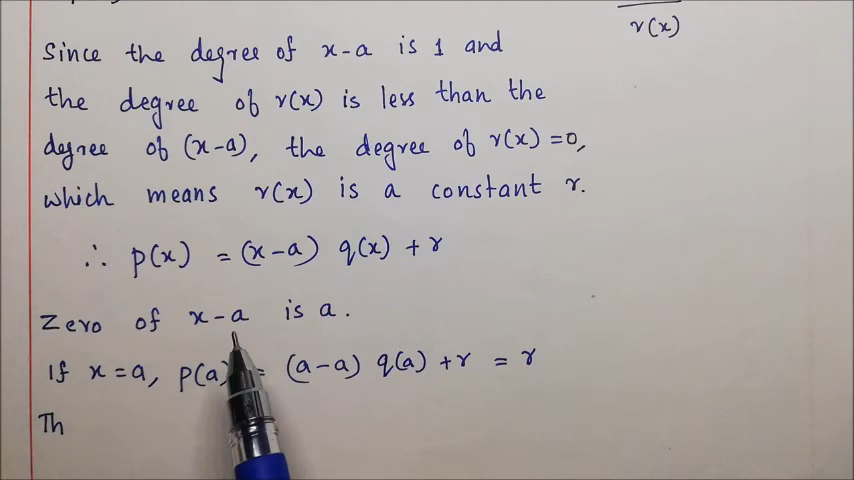 r(x)
Since the degree of x-a is 1 and
the degree of r(x) is less than the
degree of (x-a), the degree of r(x) = 0,
which means r(x) is a constant r.
∴ p(x) = (x-a) q(x) + r
Zero of x-a is a.
If x = a, p(a) = (a-a) q(a) + r = r
Th